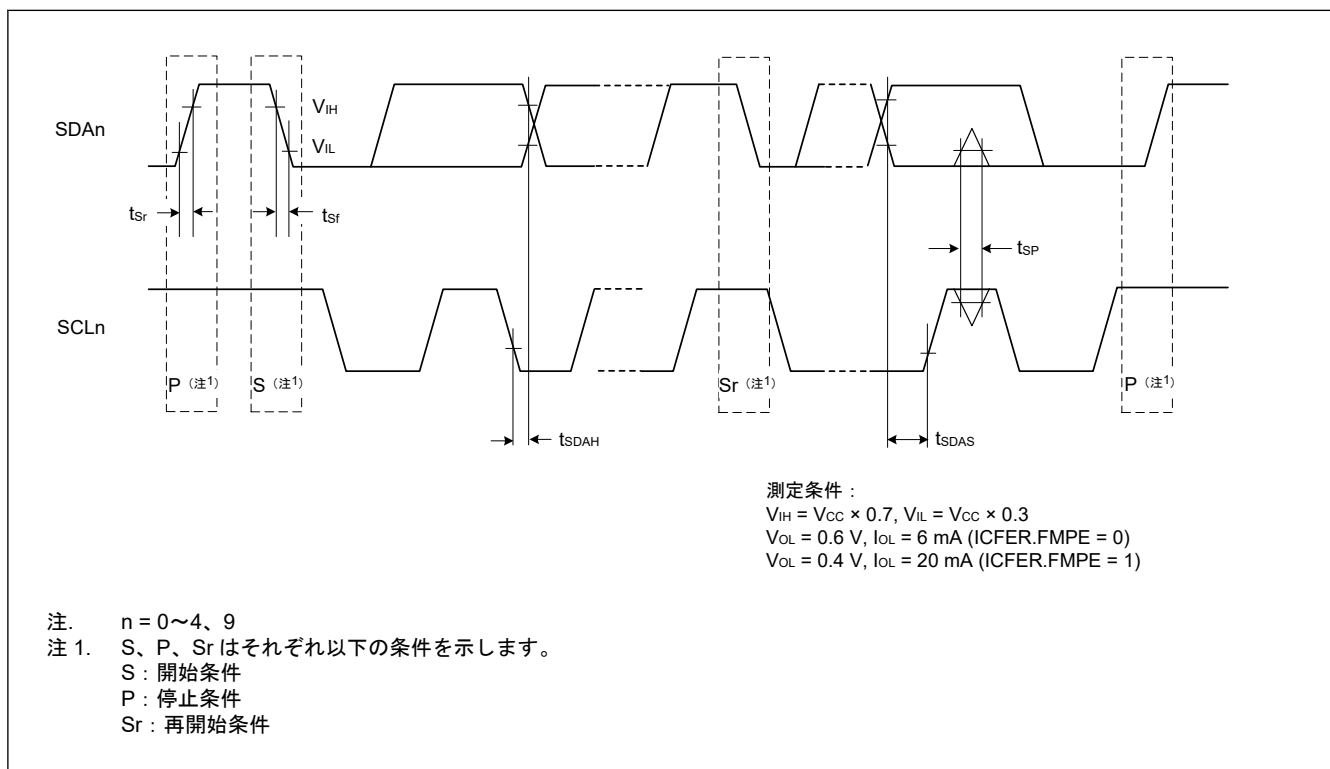 SDAn
VIH
VIL
tSr
tSf
tSP
SCLn
P（注1）
S（注1）
Sr（注1）
P（注1）
tSDAH
tSDAS
測定条件：
VIH = VCC × 0.7, VIL = VCC × 0.3
VOL = 0.6 V, IOL = 6 mA (ICFER.FMPE = 0)
VOL = 0.4 V, IOL = 20 mA (ICFER.FMPE = 1)
注. n = 0～4、9
注 1. S、P、Sr はそれぞれ以下の条件を示します。
S：開始条件
P：停止条件
Sr：再開始条件